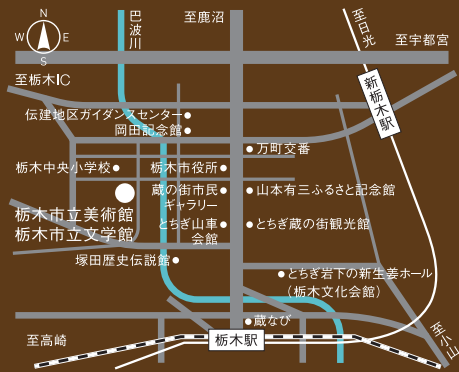 N
W E
S
巴波川
至鹿沼
至日光
至宇都宮
至栃木IC
新栃木駅
伝建地区ガイダンスセンター
岡田記念館
万町交番
栃木中央小学校
栃木市役所
蔵の街市民
ギャラリー
山本有三ふるさと記念館
栃木市立美術館
栃木市立文学館
とちぎ山車
会館
とちぎ蔵の街観光館
塚田歴史伝説館
とちぎ岩下の新生姜ホール
（栃木文化会館）
蔵なび
至小山
至高崎
栃木駅